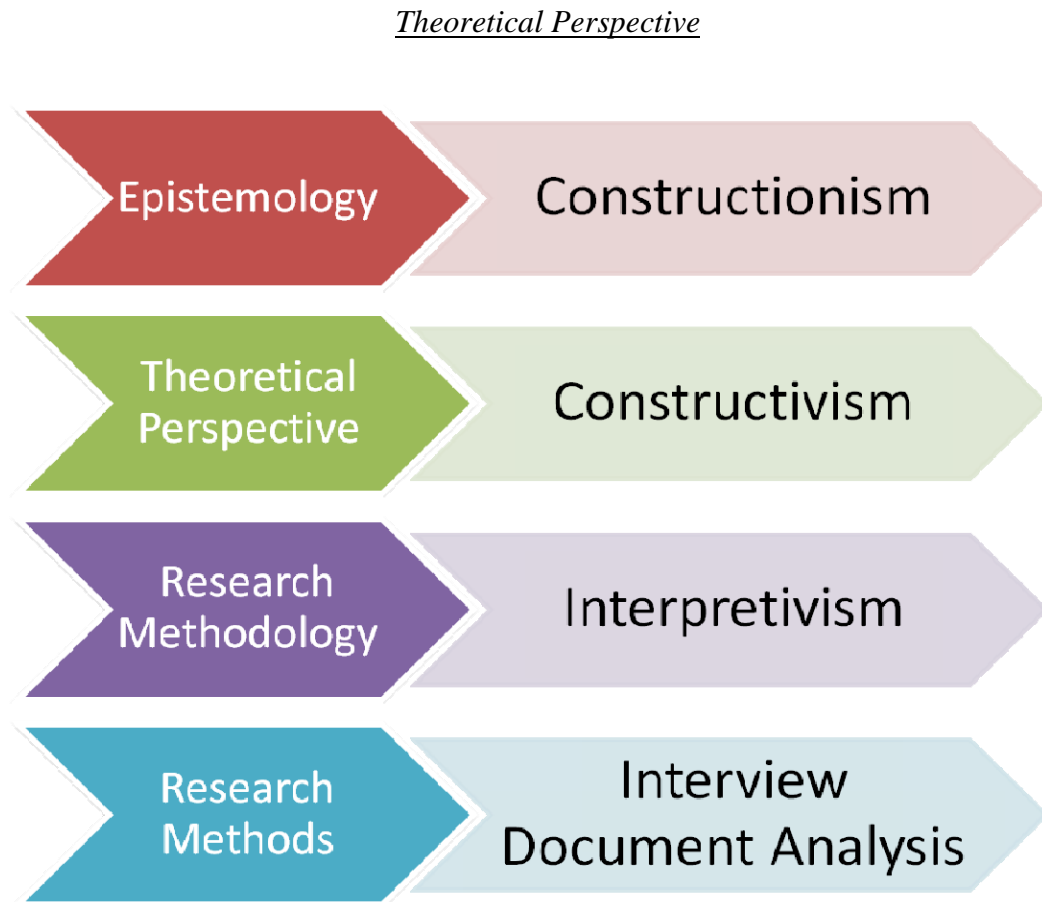 Theoretical Perspective
Epistemology
Constructionism
Theoretical
Perspective
Constructivism
Research
Methodology
Interpretivism
Research
Methods
Interview
Document Analysis